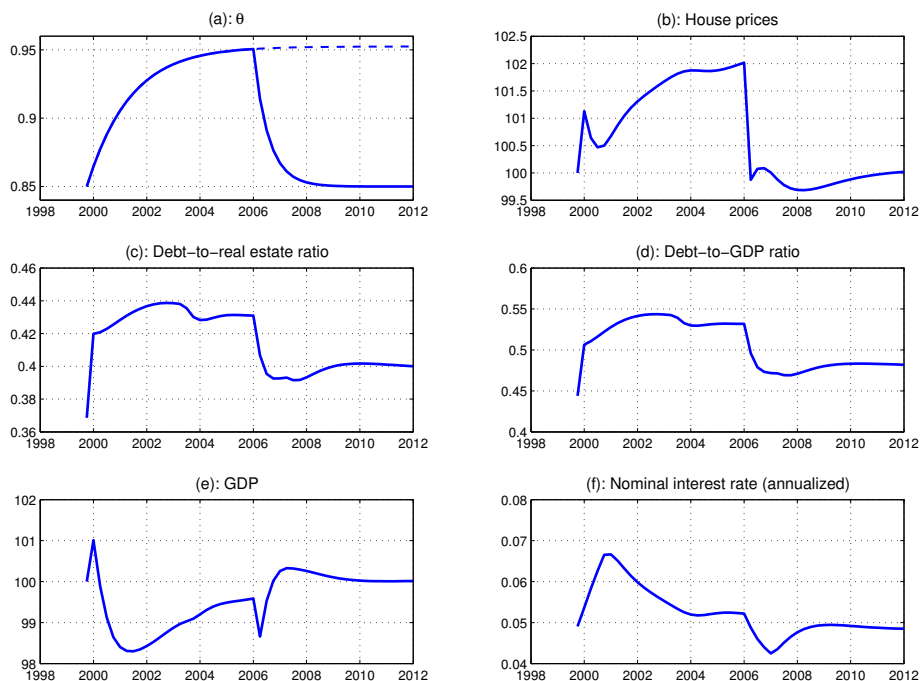 (a): θ
0.95
0.9
0.85
1998 2000 2002 2004 2006 2008 2010 2012
(b): House prices
102.5
102
101.5
101
100.5
100
99.5
1998 2000 2002 2004 2006 2008 2010 2012
(c): Debt−to−real estate ratio
0.46
0.44
0.42
0.4
0.38
0.36
1998 2000 2002 2004 2006 2008 2010 2012
(d): Debt−to−GDP ratio
0.6
0.55
0.5
0.45
0.4
1998 2000 2002 2004 2006 2008 2010 2012
(e): GDP
102
101
100
99
98
1998 2000 2002 2004 2006 2008 2010 2012
(f): Nominal interest rate (annualized)
0.08
0.07
0.06
0.05
0.04
1998 2000 2002 2004 2006 2008 2010 2012